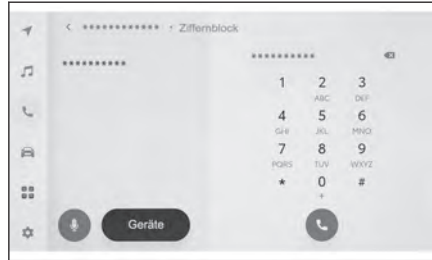 < ************ • Ziffernblock
**********
**********
1 2 3
ABC DEF
4 5 6
GHI JKL MNO
7 8 9
PQRS TUV WXYZ
* 0 #
+
Geräte